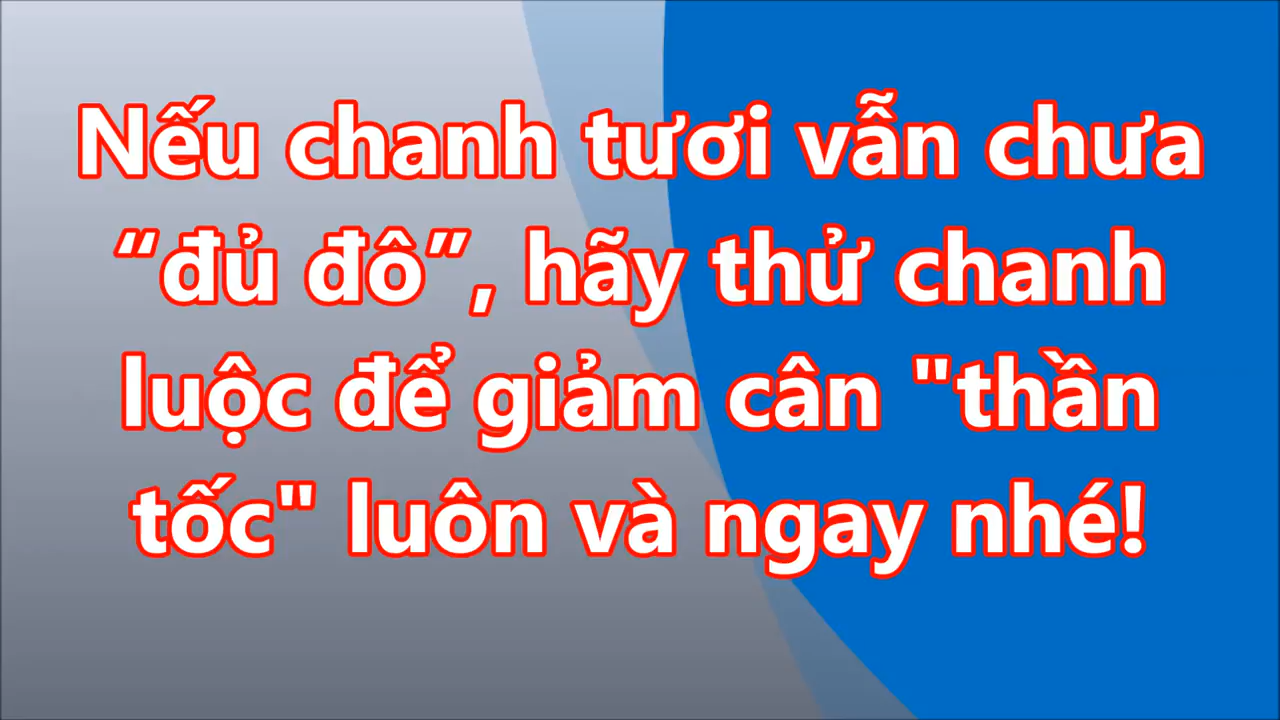 Nếu chanh tươi vẫn chưa
“đủ đô”, hãy thử chanh
luộc để giảm cân "thần
tốc" luôn và ngay nhé!